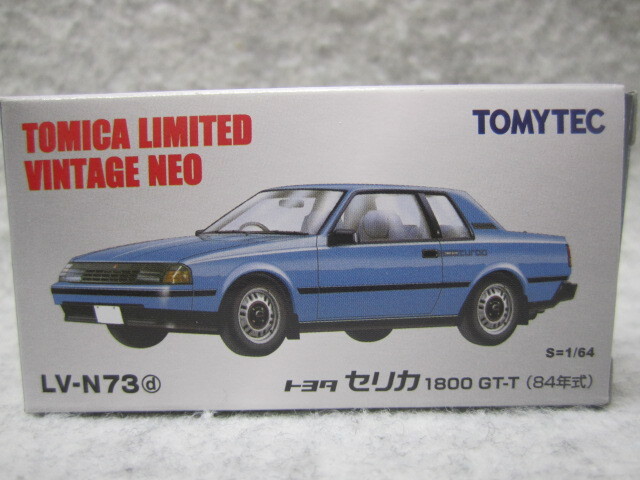 TOMICA LIMITED
VINTAGE NEO
TOMYTEC
turbo
S=1/64
LV-N73ⓓ
トヨタ セリカ 1800 GT-T (84年式)